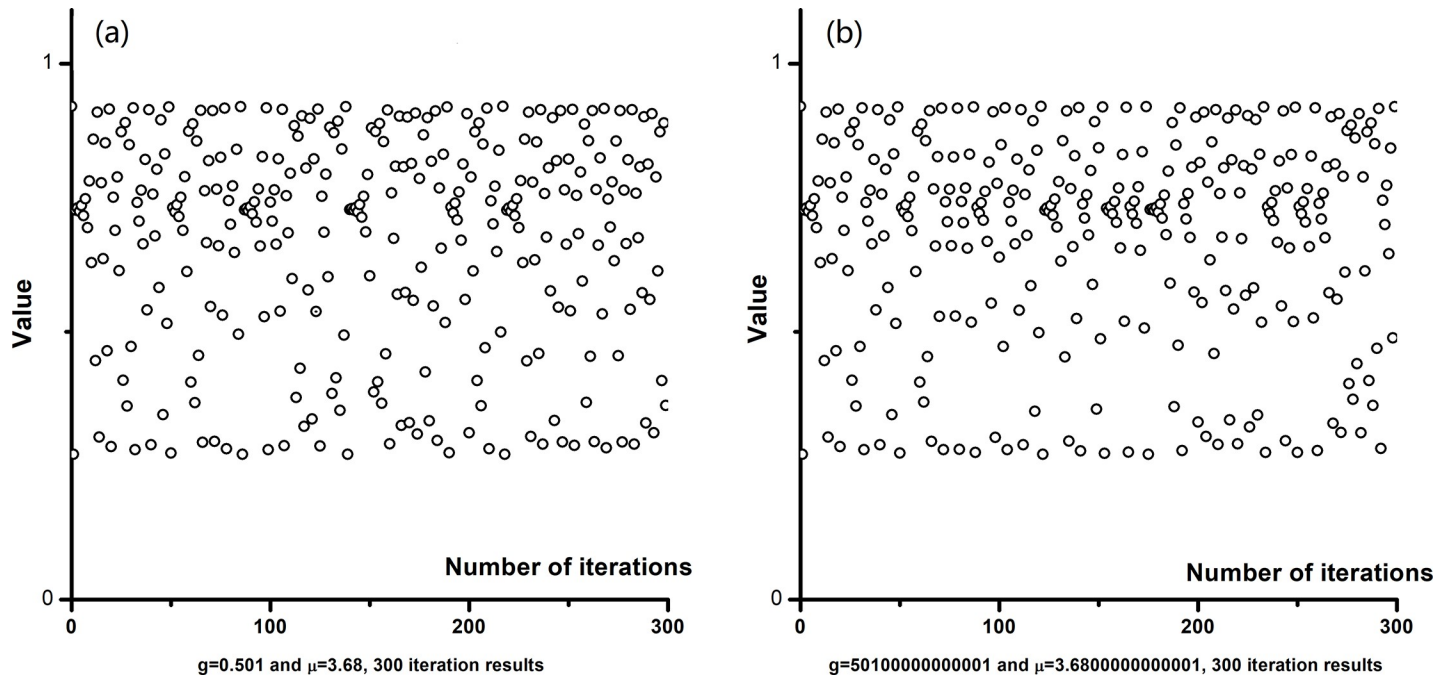 (a)
1
Value
Number of iterations
0
0 100 200 300
g=0.501 and μ=3.68, 300 iteration results
(b)
1
Value
Number of iterations
0
0 100 200 300
g=50100000000001 and μ=3.6800000000001, 300 iteration results